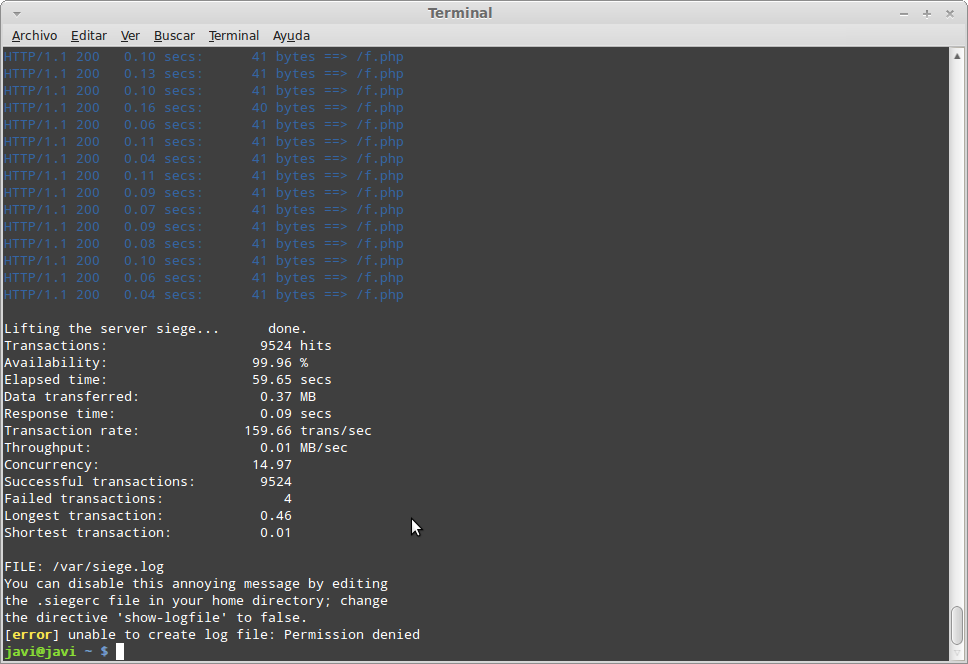 Terminal
Archivo Editar Ver Buscar Terminal Ayuda
HTTP/1.1 200   0.10 secs:      41 bytes ==> /f.php
HTTP/1.1 200   0.13 secs:      41 bytes ==> /f.php
HTTP/1.1 200   0.10 secs:      41 bytes ==> /f.php
HTTP/1.1 200   0.16 secs:      40 bytes ==> /f.php
HTTP/1.1 200   0.06 secs:      41 bytes ==> /f.php
HTTP/1.1 200   0.11 secs:      41 bytes ==> /f.php
HTTP/1.1 200   0.04 secs:      41 bytes ==> /f.php
HTTP/1.1 200   0.11 secs:      41 bytes ==> /f.php
HTTP/1.1 200   0.09 secs:      41 bytes ==> /f.php
HTTP/1.1 200   0.07 secs:      41 bytes ==> /f.php
HTTP/1.1 200   0.09 secs:      41 bytes ==> /f.php
HTTP/1.1 200   0.08 secs:      41 bytes ==> /f.php
HTTP/1.1 200   0.10 secs:      41 bytes ==> /f.php
HTTP/1.1 200   0.06 secs:      41 bytes ==> /f.php
HTTP/1.1 200   0.04 secs:      41 bytes ==> /f.php
Lifting the server siege...      done.
Transactions:                   9524 hits
Availability:                  99.96 %
Elapsed time:                  59.65 secs
Data transferred:               0.37 MB
Response time:                  0.09 secs
Transaction rate:             159.66 trans/sec
Throughput:                     0.01 MB/sec
Concurrency:                   14.97
Successful transactions:        9524
Failed transactions:               4
Longest transaction:            0.46
Shortest transaction:           0.01
FILE: /var/siege.log
You can disable this annoying message by editing
the .siegerc file in your home directory; change
the directive 'show-logfile' to false.
[error] unable to create log file: Permission denied
javi@javi ~ $